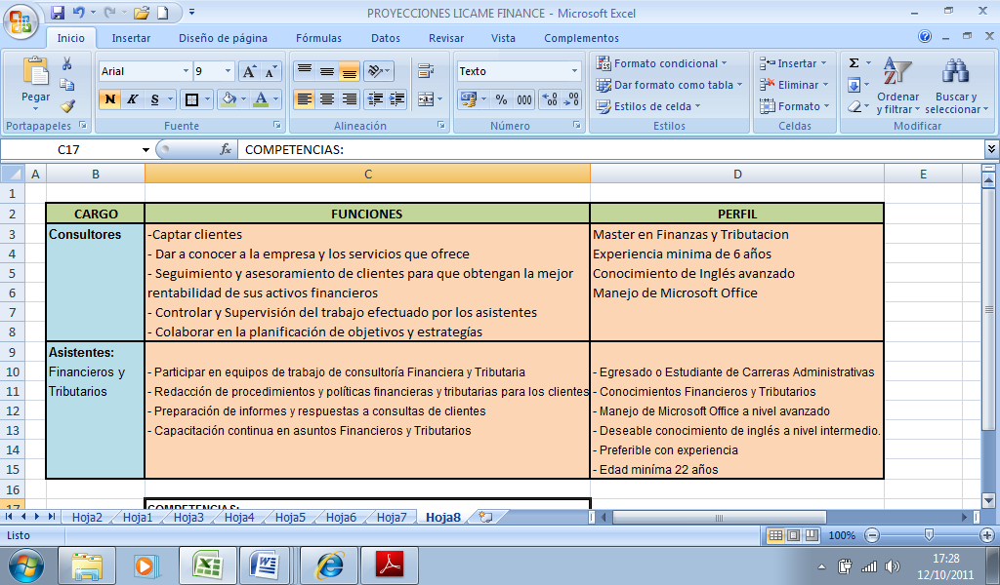 PROYECCIONES LICAME FINANCE - Microsoft Excel
Inicio Insertar Diseño de página Fórmulas Datos Revisar Vista Complementos
Pegar
Portapapeles
Arial 9
N K S
Fuente
Alineación
Texto
% 000
Número
Formato condicional
Dar formato como tabla
Estilos de celda
Estilos
Insertar
Eliminar
Formato
Celdas
Σ
Ordenar y filtrar
Buscar y seleccionar
Modificar
C17 fx COMPETENCIAS:
A B C D E
1
2 CARGO FUNCIONES PERFIL
3 Consultores -Captar clientes Master en Finanzas y Tributacion
4 - Dar a conocer a la empresa y los servicios que ofrece Experiencia minima de 6 años
5 - Seguimiento y asesoramiento de clientes para que obtengan la mejor Conocimiento de Inglés avanzado
6 rentabilidad de sus activos financieros Manejo de Microsoft Office
7 - Controlar y Supervisión del trabajo efectuado por los asistentes
8 - Colaborar en la planificación de objetivos y estrategías
9 Asistentes:
10 Financieros y - Participar en equipos de trabajo de consultoría Financiera y Tributaria - Egresado o Estudiante de Carreras Administrativas
11 Tributarios - Redacción de procedimientos y políticas financieras y tributarias para los clientes - Conocimientos Financieros y Tributarios
12 - Preparación de informes y respuestas a consultas de clientes - Manejo de Microsoft Office a nivel avanzado
13 - Capacitación continua en asuntos Financieros y Tributarios - Deseable conocimiento de inglés a nivel intermedio.
14 - Preferible con experiencia
15 - Edad miníma 22 años
16
17 COMPETENCIAS:
Hoja2 Hoja1 Hoja3 Hoja4 Hoja5 Hoja6 Hoja7 Hoja8
Listo 100%
17:28
12/10/2011